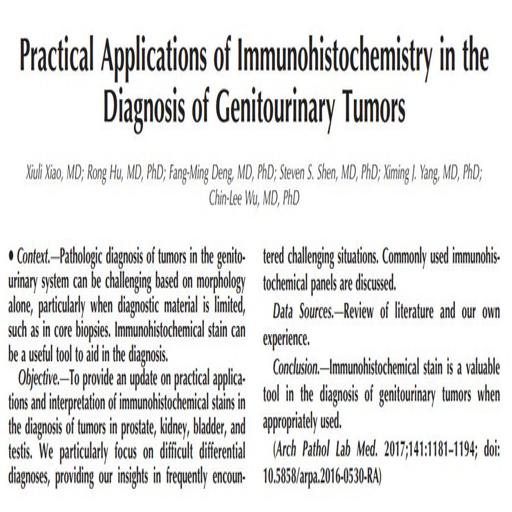 Practical Applications of Immunohistochemistry in the
Diagnosis of Genitourinary Tumors
Xiuli Xiao, MD; Rong Hu, MD, PhD; Fang-Ming Deng, MD, PhD; Steven S. Shen, MD, PhD; Ximing J. Yang, MD, PhD;
Chin-Lee Wu, MD, PhD
• Context.—Pathologic diagnosis of tumors in the genito-
urinary system can be challenging based on morphology
alone, particularly when diagnostic material is limited,
such as in core biopsies. Immunohistochemical stain can
be a useful tool to aid in the diagnosis.
Objective.—To provide an update on practical applica-
tions and interpretation of immunohistochemical stains in
the diagnosis of tumors in prostate, kidney, bladder, and
testis. We particularly focus on difficult differential
diagnoses, providing our insights in frequently encoun-
tered challenging situations. Commonly used immunohis-
tochemical panels are discussed.
Data Sources.—Review of literature and our own
experience.
Conclusion.—Immunohistochemical stain is a valuable
tool in the diagnosis of genitourinary tumors when
appropriately used.
(Arch Pathol Lab Med. 2017;141:1181–1194; doi:
10.5858/arpa.2016-0530-RA)